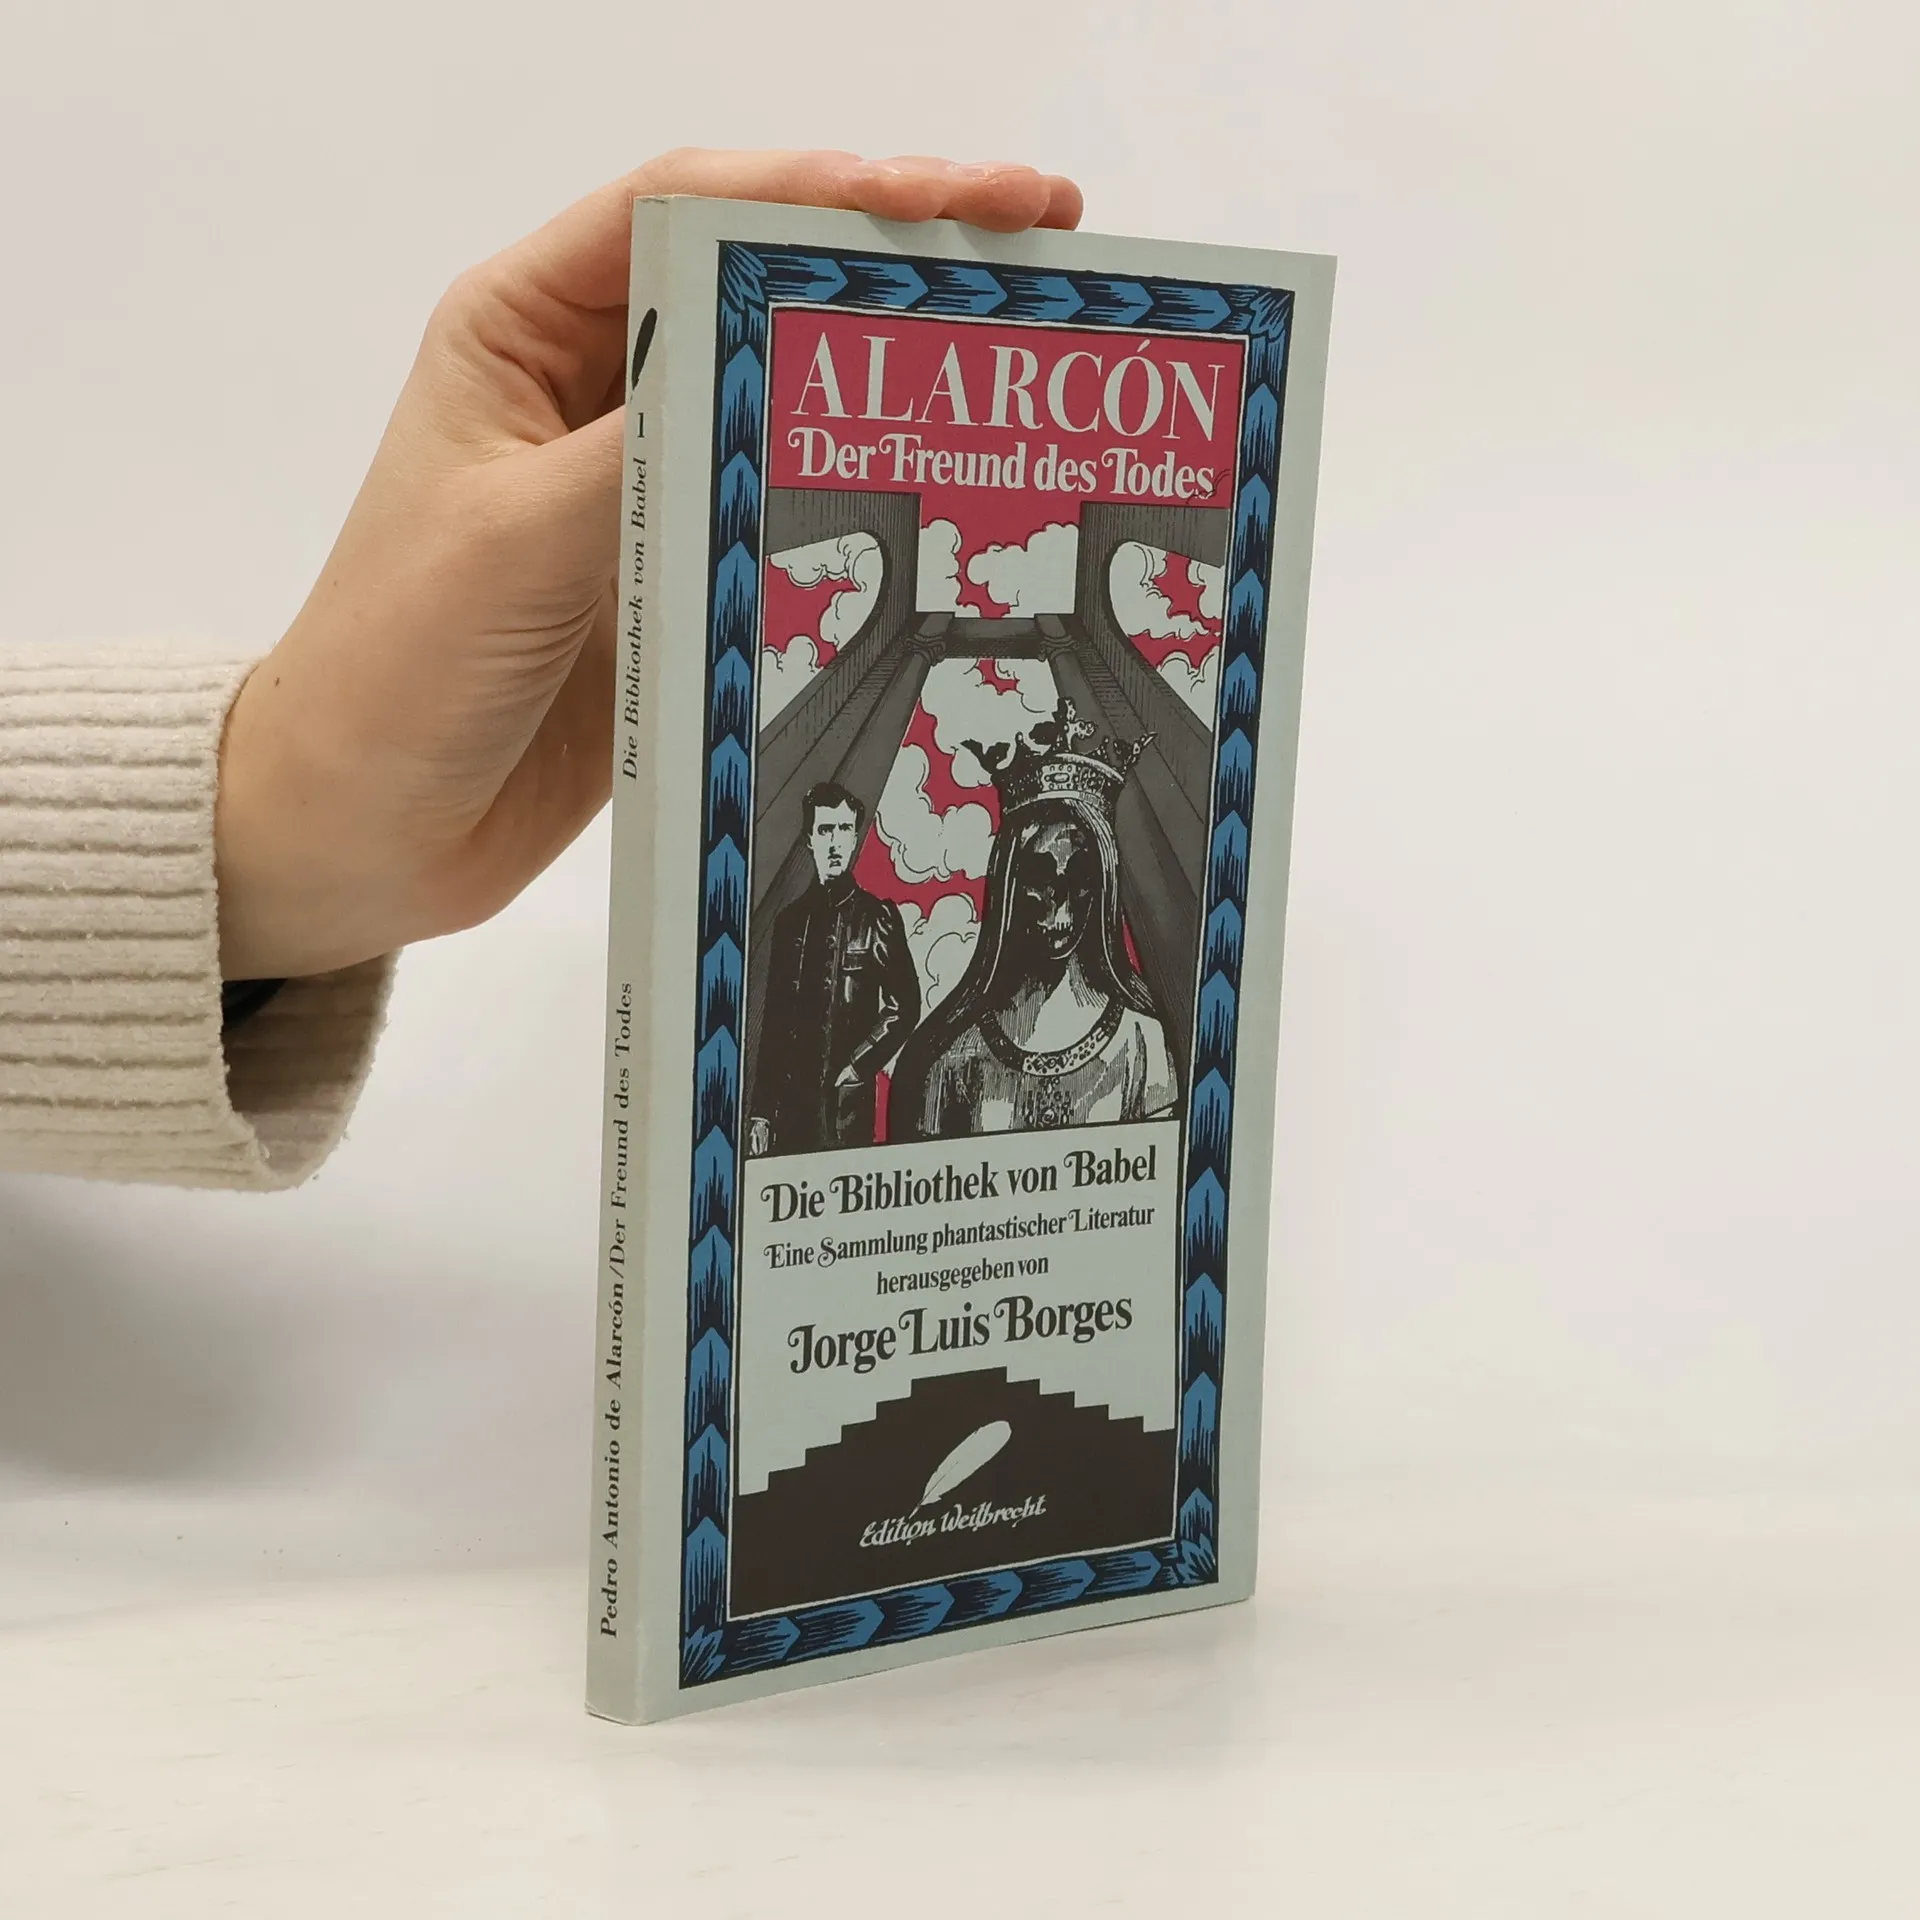 ALARCÓN
Der Freund des Todes
Die Bibliothek von Babel
Eine Sammlung phantastischer Literatur
herausgegeben von
Jorge Luis Borges
Edition Weitbrecht
Pedro Antonio de Alarcón/Der Freund des Todes Die Bibliothek von Babel 1